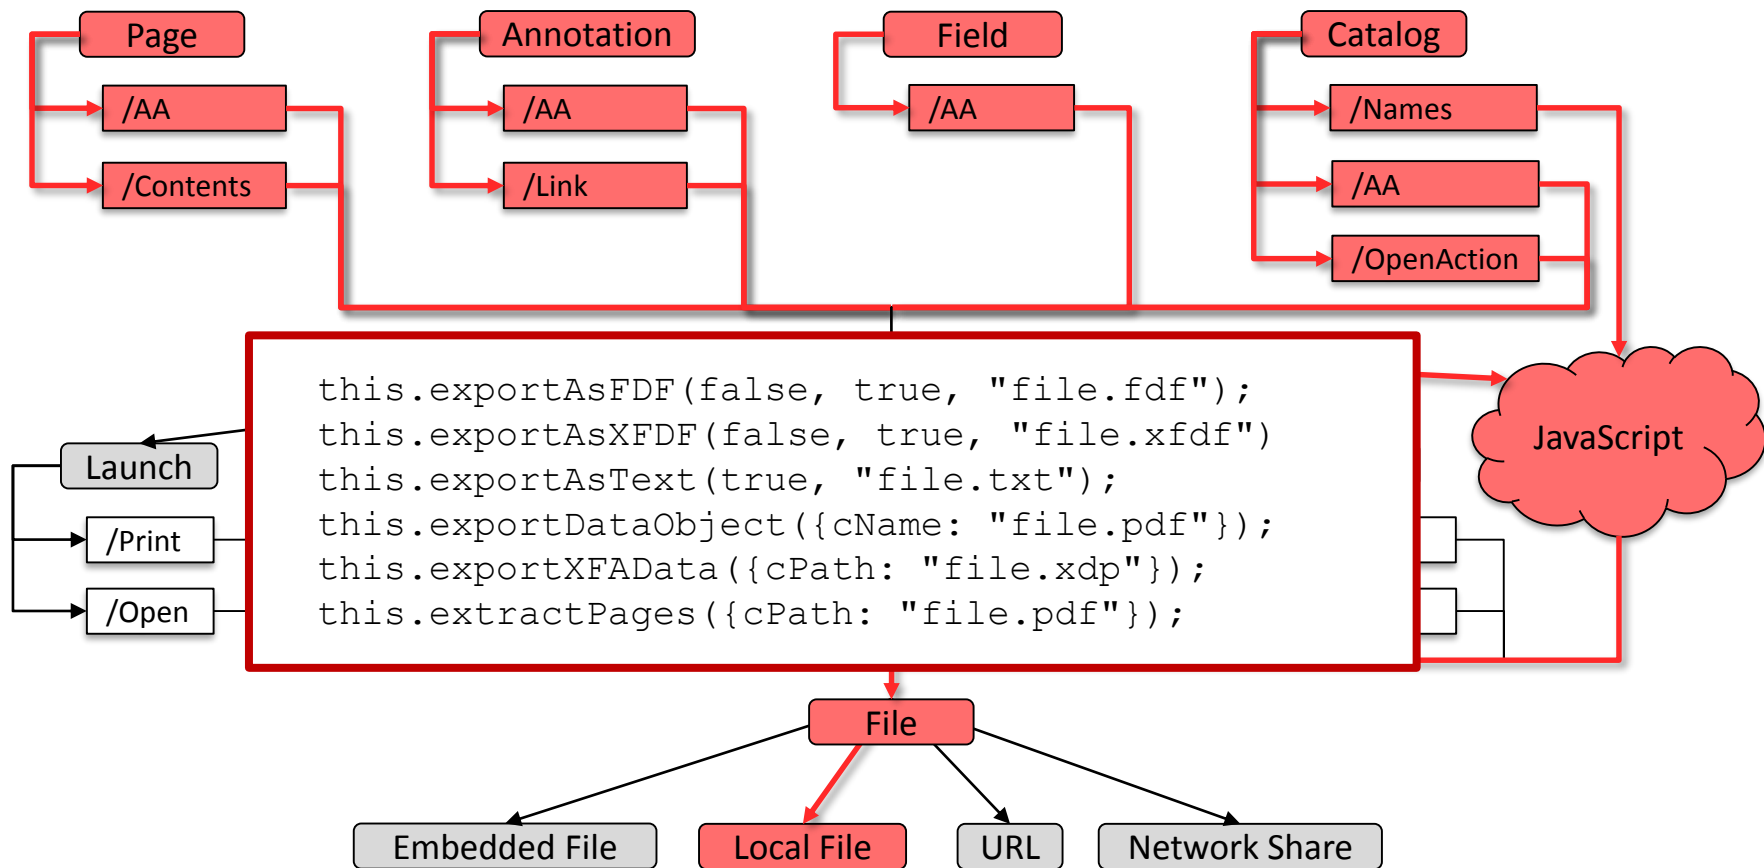 Page
Annotation
Field
Catalog
/AA
/AA
/AA
/Names
/Contents
/Link
/AA
/OpenAction
this.exportAsFDF(false, true, "file.fdf");
this.exportAsXFDF(false, true, "file.xfdf")
this.exportAsText(true, "file.txt");
this.exportDataObject({cName: "file.pdf"});
this.exportXFAData({cPath: "file.xdp"});
this.extractPages({cPath: "file.pdf"});
JavaScript
Launch
/Print
/Open
File
Embedded File
Local File
URL
Network Share